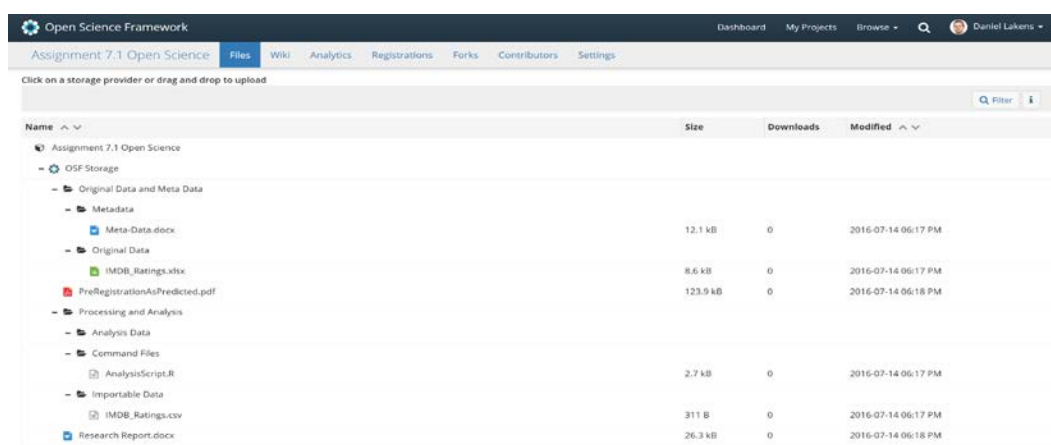 Open Science Framework Dashboard My Projects Browse Daniel Lakens
Assignment 7.1 Open Science Files Wiki Analytics Registrations Forks Contributors Settings
Click on a storage provider or drag and drop to upload
Filter i
Name Size Downloads Modified
Assignment 7.1 Open Science
OSF Storage
Original Data and Meta Data
Metadata
Meta-Data.docx 12.1 kB 0 2016-07-14 06:17 PM
Original Data
IMDB_Ratings.xlsx 8.6 kB 0 2016-07-14 06:17 PM
PreRegistrationAsPredicted.pdf 123.9 kB 0 2016-07-14 06:18 PM
Processing and Analysis
Analysis Data
Command Files
AnalysisScript.R 2.7 kB 0 2016-07-14 06:17 PM
Importable Data
IMDB_Ratings.csv 311 B 0 2016-07-14 06:17 PM
Research Report.docx 26.3 kB 0 2016-07-14 06:18 PM